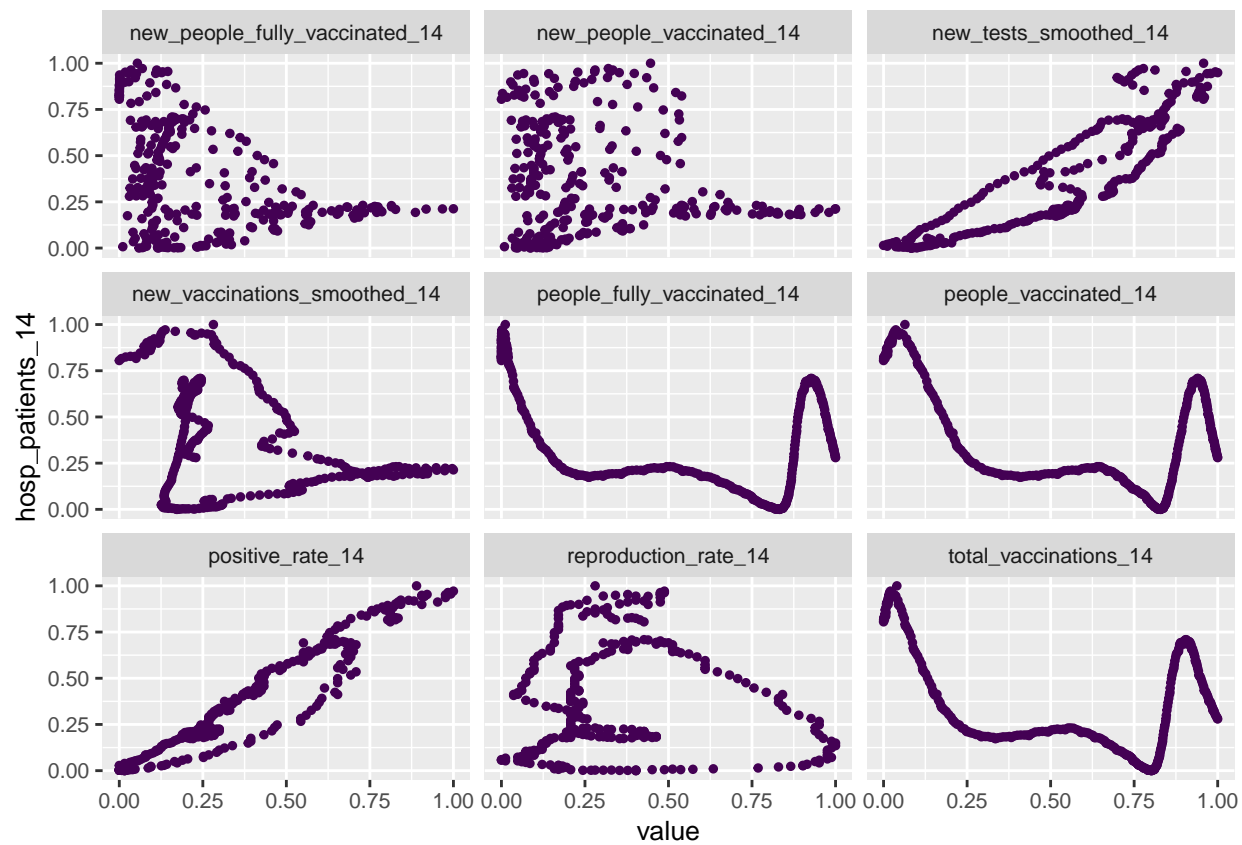 new_people_fully_vaccinated_14 new_people_vaccinated_14 new_tests_smoothed_14
1.00
0.75
0.50
0.25
0.00
new_vaccinations_smoothed_14 people_fully_vaccinated_14 people_vaccinated_14
1.00
0.75
0.50
0.25
0.00
hosp_patients_14
positive_rate_14 reproduction_rate_14 total_vaccinations_14
1.00
0.75
0.50
0.25
0.00
0.00 0.25 0.50 0.75 1.00 0.00 0.25 0.50 0.75 1.00 0.00 0.25 0.50 0.75 1.00
value